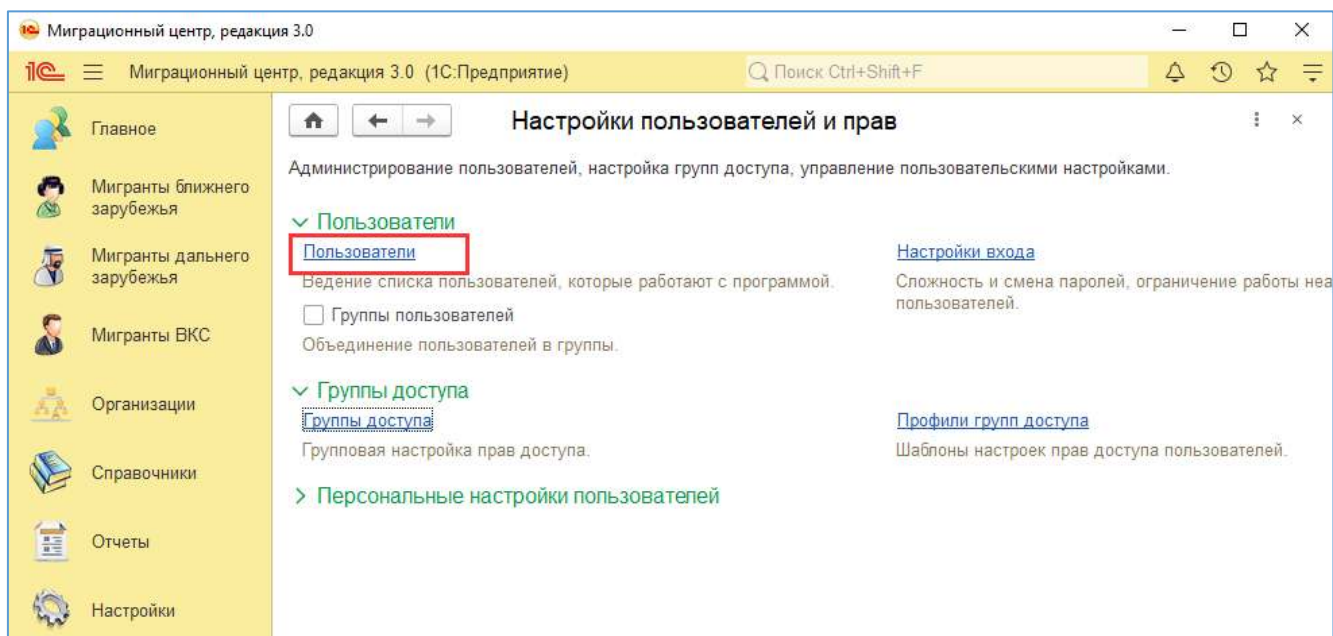 Миграционный центр, редакция 3.0
Миграционный центр, редакция 3.0 (1С:Предприятие)
Поиск Ctrl+Shift+F
Главное
Мигранты ближнего
зарубежья
Мигранты дальнего
зарубежья
Мигранты ВКС
Организации
Справочники
Отчеты
Настройки
Настройки пользователей и прав
Администрирование пользователей, настройка групп доступа, управление пользовательскими настройками.
Пользователи
Пользователи
Ведение списка пользователей, которые работают с программой.
Группы пользователей
Объединение пользователей в группы.
Настройки входа
Сложность и смена паролей, ограничение работы неа
пользователей.
Группы доступа
Группы доступа
Групповая настройка прав доступа.
Профили групп доступа
Шаблоны настроек прав доступа пользователей.
Персональные настройки пользователей